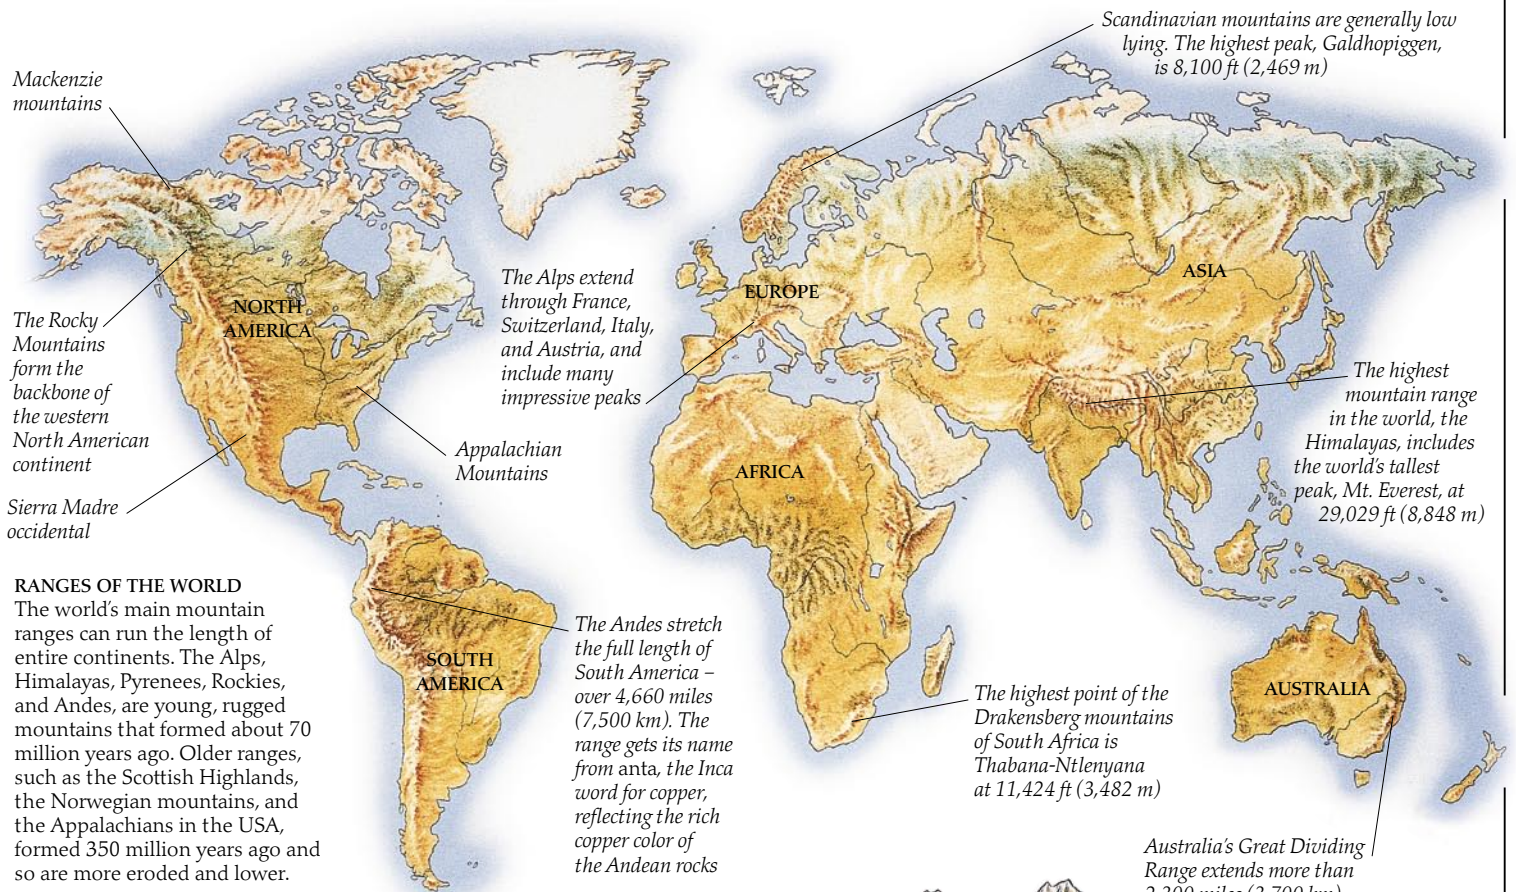 Scandinavian mountains are generally low
lying. The highest peak, Galdhopiggen,
is 8,100 ft (2,469 m)
Mackenzie
mountains
The Rocky
Mountains
form the
backbone of
the western
North American
continent
Sierra Madre
occidental
NORTH
AMERICA
The Alps extend
through France,
Switzerland, Italy,
and Austria, and
include many
impressive peaks
Appalachian
Mountains
EUROPE
ASIA
AFRICA
The highest
mountain range
in the world, the
Himalayas, includes
the world's tallest
peak, Mt. Everest, at
29,029 ft (8,848 m)
RANGES OF THE WORLD
The world's main mountain
ranges can run the length of
entire continents. The Alps,
Himalayas, Pyrenees, Rockies,
and Andes, are young, rugged
mountains that formed about 70
million years ago. Older ranges,
such as the Scottish Highlands,
the Norwegian mountains, and
the Appalachians in the USA,
formed 350 million years ago and
so are more eroded and lower.
SOUTH
AMERICA
The Andes stretch
the full length of
South America –
over 4,660 miles
(7,500 km). The
range gets its name
from anta, the Inca
word for copper,
reflecting the rich
copper color of
the Andean rocks
The highest point of the
Drakensberg mountains
of South Africa is
Thabana-Ntlenyana
at 11,424 ft (3,482 m)
AUSTRALIA
Australia's Great Dividing
Range extends more than
2,300 miles (3,700 km)